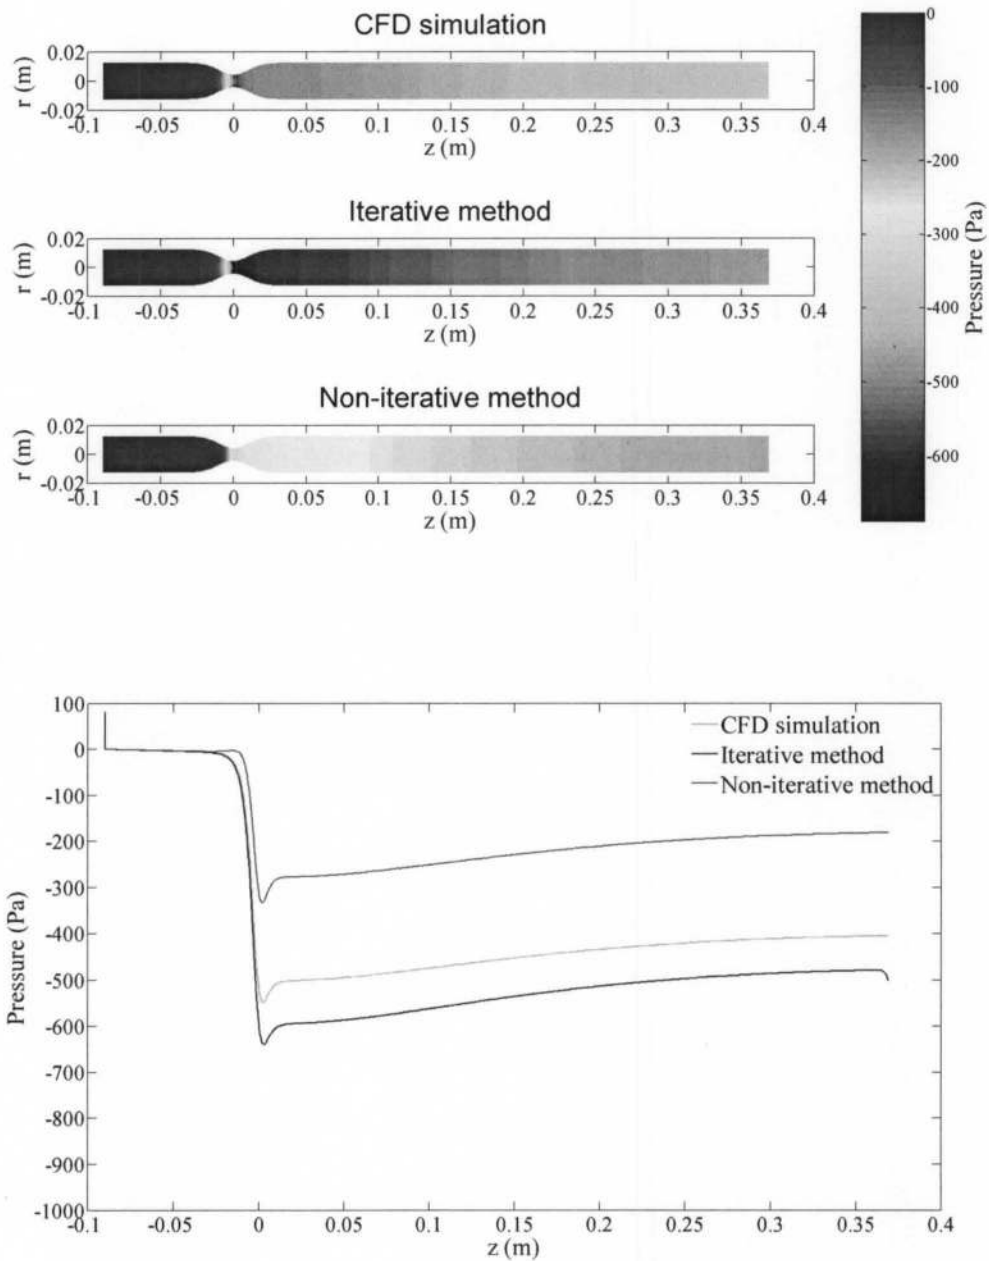 CFD simulation
0.02
0
-0.02
r (m)
-0.1 -0.05 0 0.05 0.1 0.15 0.2 0.25 0.3 0.35 0.4
z (m)
Iterative method
0.02
0
-0.02
r (m)
-0.1 -0.05 0 0.05 0.1 0.15 0.2 0.25 0.3 0.35 0.4
z (m)
Non-iterative method
0.02
0
-0.02
r (m)
-0.1 -0.05 0 0.05 0.1 0.15 0.2 0.25 0.3 0.35 0.4
z (m)
0
-100
-200
-300
-400
-500
-600
Pressure (Pa)
100
0
-100
-200
-300
-400
-500
-600
-700
-800
-900
-1000
Pressure (Pa)
CFD simulation
Iterative method
Non-iterative method
-0.1 -0.05 0 0.05 0.1 0.15 0.2 0.25 0.3 0.35 0.4
z (m)